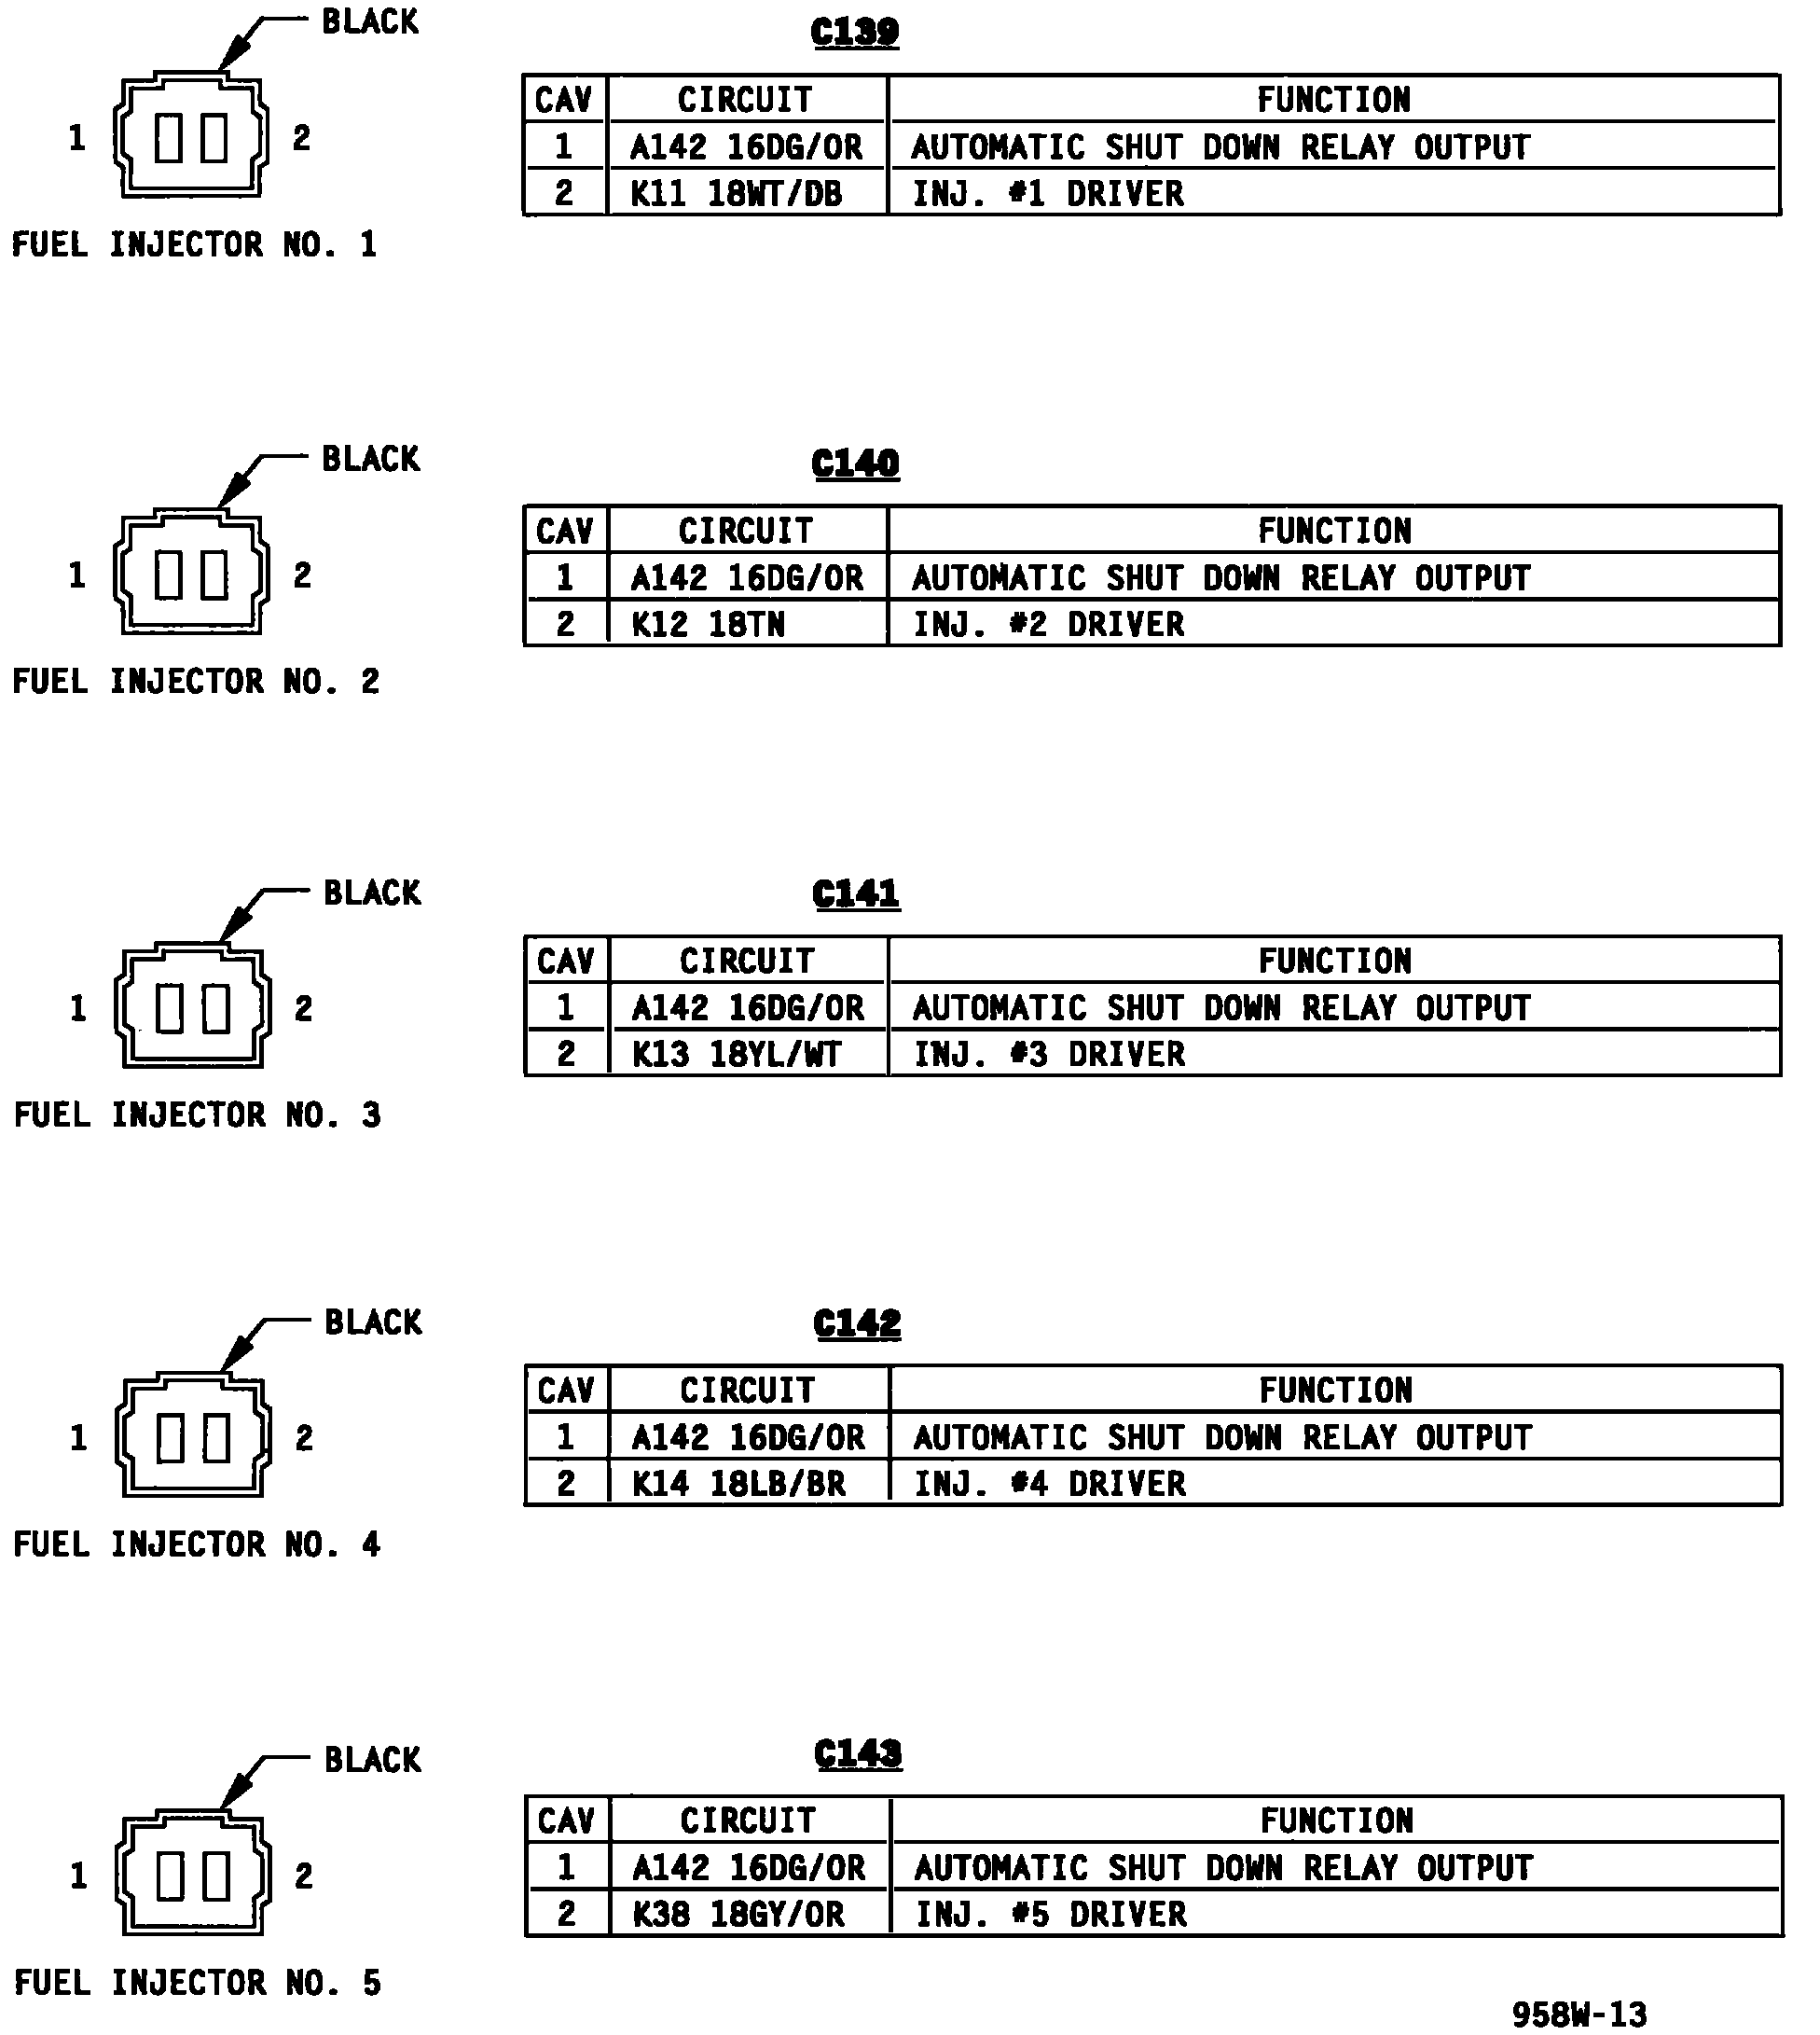 BLACK
1
2
FUEL INJECTOR NO. 1
C139
CAV CIRCUIT FUNCTION
1 A142 16DG/OR AUTOMATIC SHUT DOWN RELAY OUTPUT
2 K11 18WT/DB INJ. #1 DRIVER
BLACK
1
2
FUEL INJECTOR NO. 2
C140
CAV CIRCUIT FUNCTION
1 A142 16DG/OR AUTOMATIC SHUT DOWN RELAY OUTPUT
2 K12 18TN INJ. #2 DRIVER
BLACK
1
2
FUEL INJECTOR NO. 3
C141
CAV CIRCUIT FUNCTION
1 A142 16DG/OR AUTOMATIC SHUT DOWN RELAY OUTPUT
2 K13 18YL/WT INJ. #3 DRIVER
BLACK
1
2
FUEL INJECTOR NO. 4
C142
CAV CIRCUIT FUNCTION
1 A142 16DG/OR AUTOMATIC SHUT DOWN RELAY OUTPUT
2 K14 18LB/BR INJ. #4 DRIVER
BLACK
1
2
FUEL INJECTOR NO. 5
C143
CAV CIRCUIT FUNCTION
1 A142 16DG/OR AUTOMATIC SHUT DOWN RELAY OUTPUT
2 K38 18GY/OR INJ. #5 DRIVER
958W-13